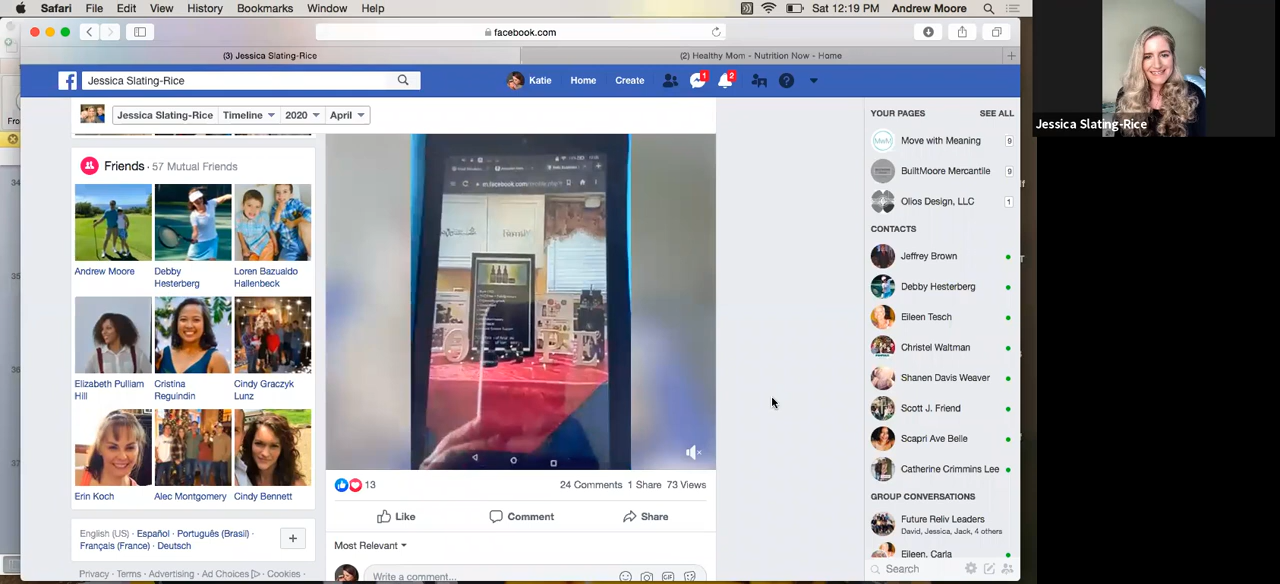 Safari File Edit View History Bookmarks Window Help
Sat 12:19 PM Andrew Moore
facebook.com
(3) Jessica Slating-Rice
(2) Healthy Mom - Nutrition Now - Home
Jessica Slating-Rice
Katie Home Create 1 2
Jessica Slating-Rice Timeline 2020 April
Friends · 57 Mutual Friends
Andrew Moore
Debby
Hesterberg
Loren Bazualdo
Hallenbeck
Elizabeth Pulliam
Hill
Cristina
Reguindin
Cindy Graczyk
Lunz
Erin Koch
Alec Montgomery
Cindy Bennett
English (US) · Español · Português (Brasil) ·
Français (France) · Deutsch
Privacy · Terms · Advertising · Ad Choices · Cookies ·
13
24 Comments 1 Share 73 Views
Like Comment Share
Most Relevant
Write a comment...
GIF
YOUR PAGES SEE ALL
Move with Meaning 9
BuiltMoore Mercantile 9
Olios Design, LLC 1
CONTACTS
Jeffrey Brown
Debby Hesterberg
Eileen Tesch
Christel Waltman
Shanen Davis Weaver
Scott J. Friend
Scapri Ave Belle
Catherine Crimmins Lee
GROUP CONVERSATIONS
Future Reliv Leaders
David, Jessica, Jack, 4 others
Eileen, Carla
Search
Jessica Slating-Rice
34
35
36
37